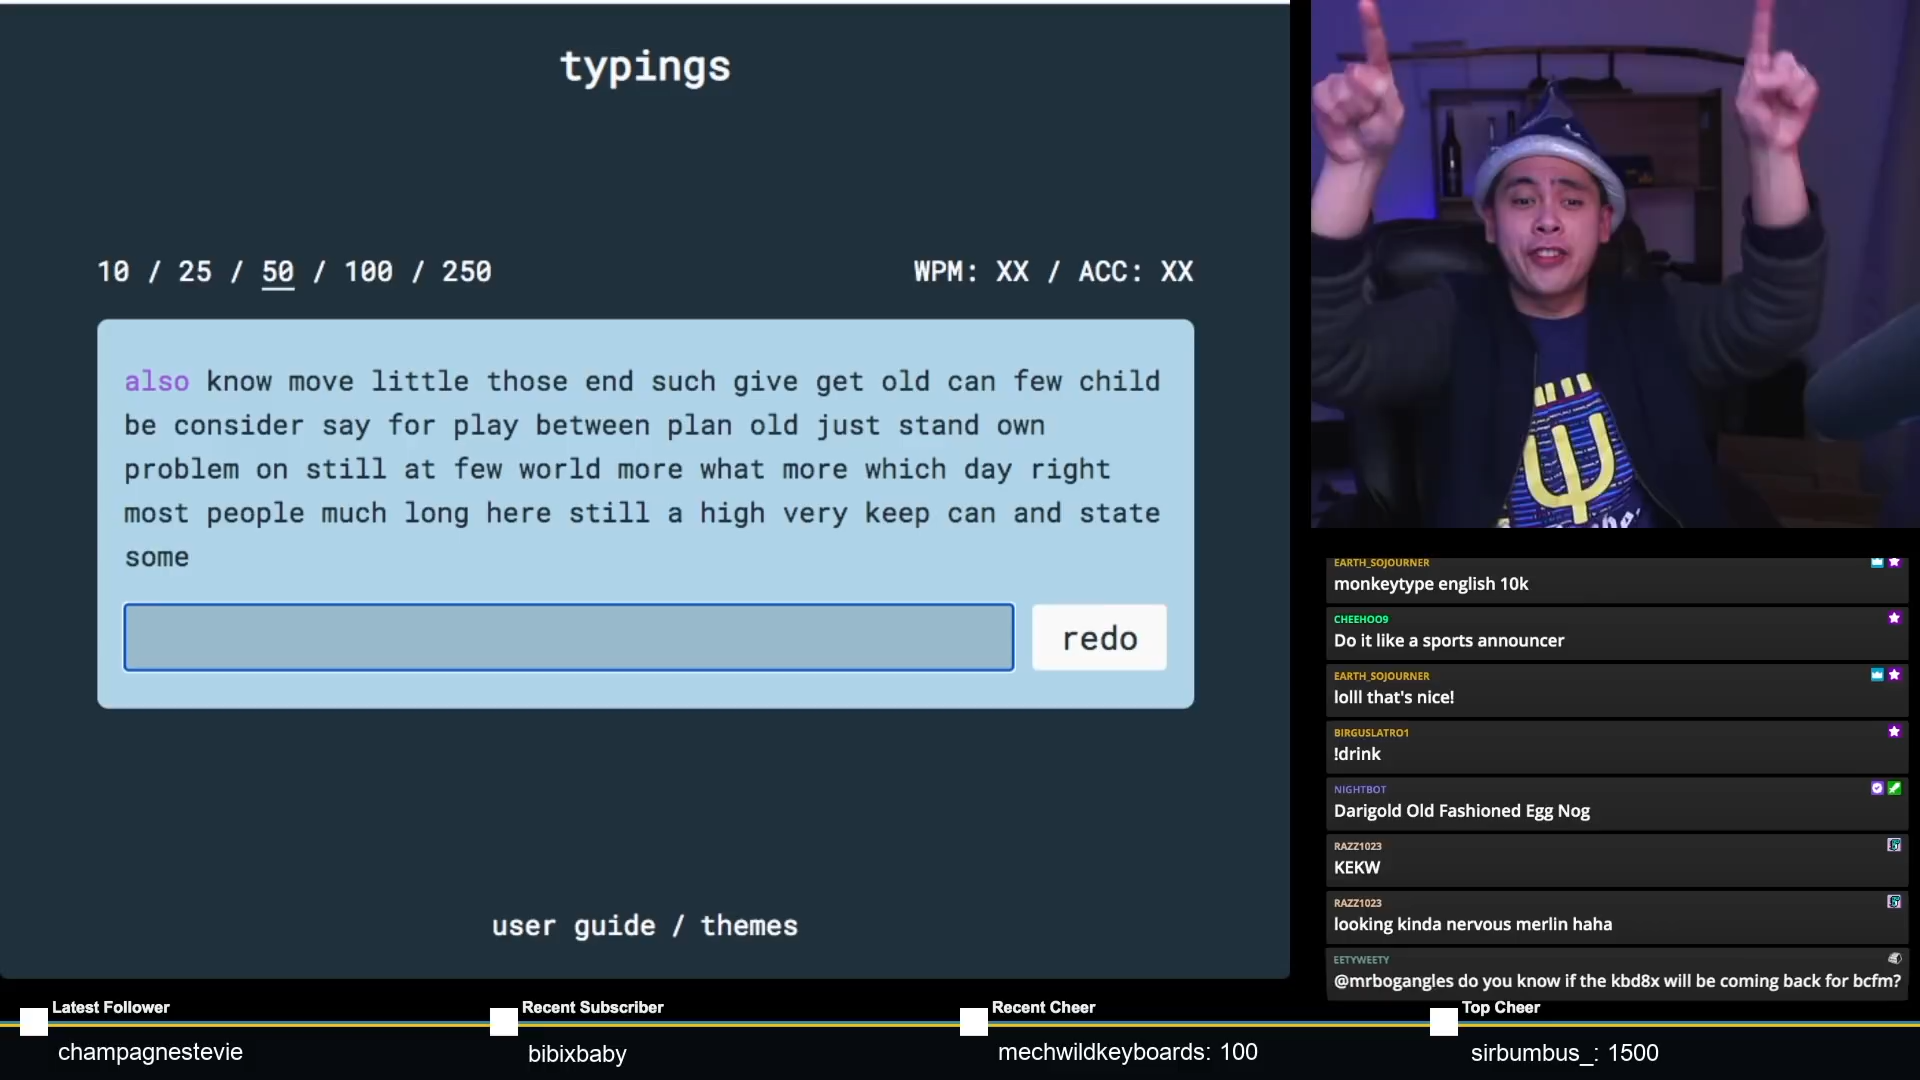 typings
10 / 25 / 50 / 100 / 250
WPM: XX / ACC: XX
also know move little those end such give get old can few child
be consider say for play between plan old just stand own
problem on still at few world more what more which day right
most people much long here still a high very keep can and state
some
redo
user guide / themes
EARTH_SOJOURNER
monkeytype english 10k
CHEEHOO9
Do it like a sports announcer
EARTH_SOJOURNER
lolll that's nice!
BIRGUSLATRO1
!drink
NIGHTBOT
Darigold Old Fashioned Egg Nog
RAZZ1023
KEKW
RAZZ1023
looking kinda nervous merlin haha
EETYWEETY
@mrbogangles do you know if the kbd8x will be coming back for bcfm?
Latest Follower
champagnestevie
Recent Subscriber
bibixbaby
Recent Cheer
mechwildkeyboards: 100
Top Cheer
sirbumbus_: 1500